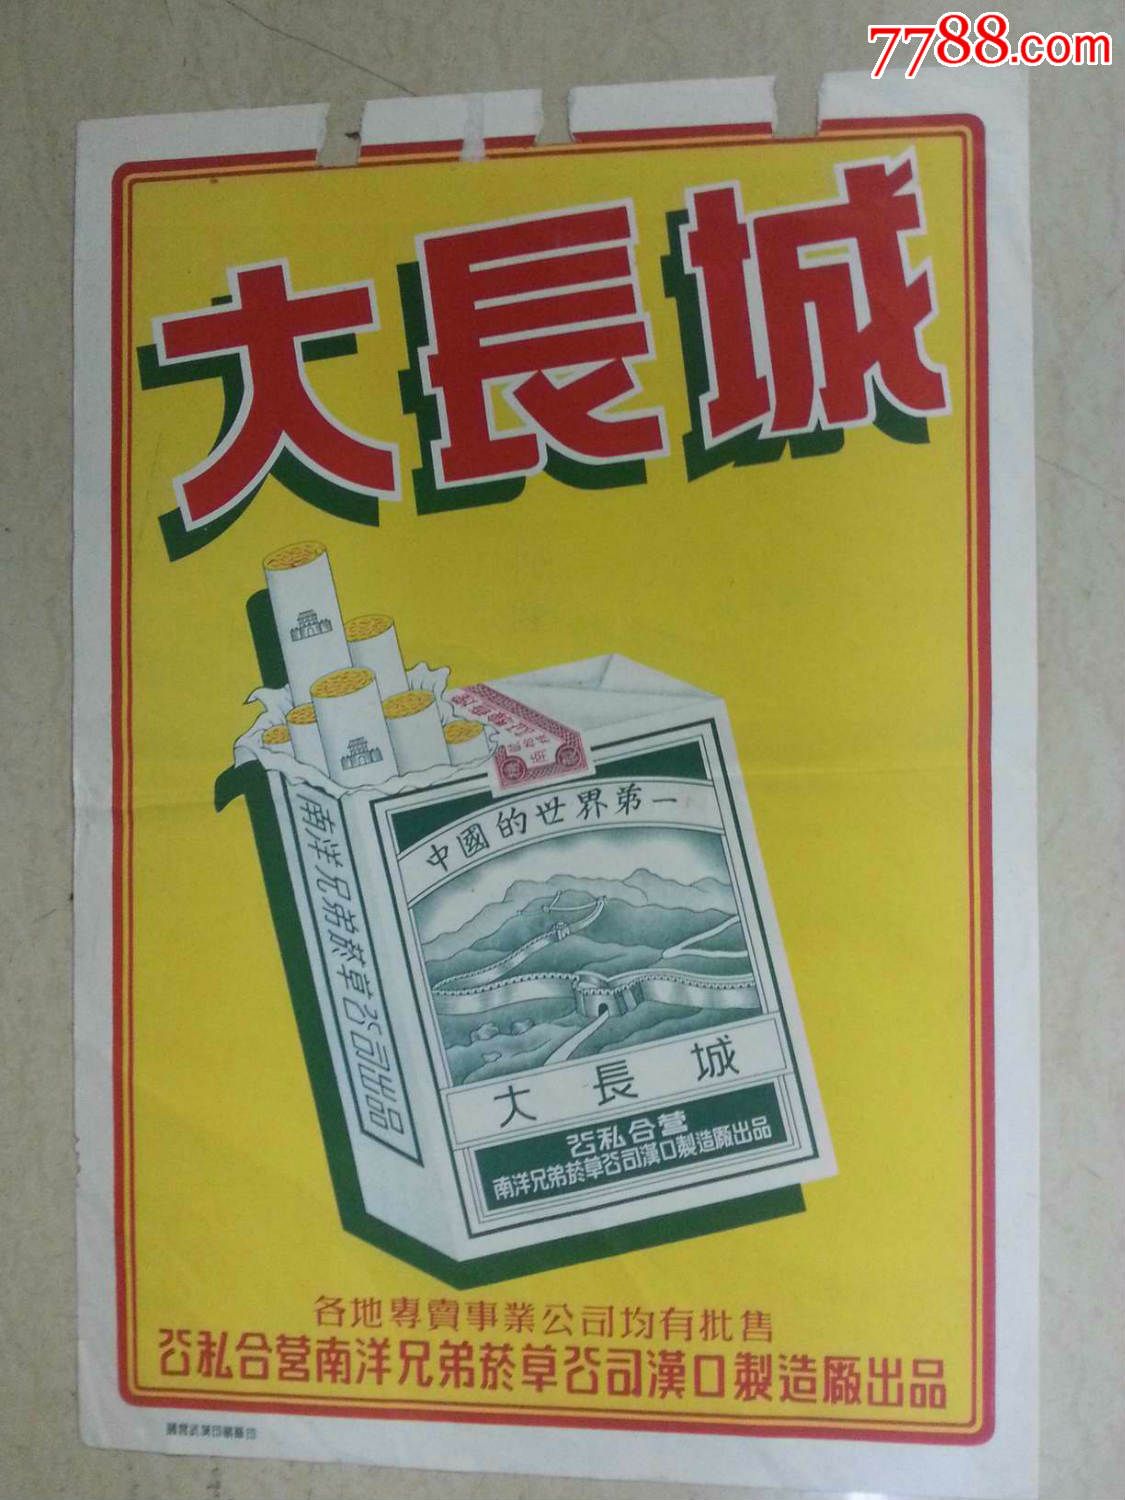 7788.com
大長城
中國的世界第一
大長城
公私合營
南洋兄弟菸草公司漢口製造廠出品
南洋兄弟菸草公司出品
各地專賣事業公司均有批售
公私合營南洋兄弟菸草公司漢口製造廠出品